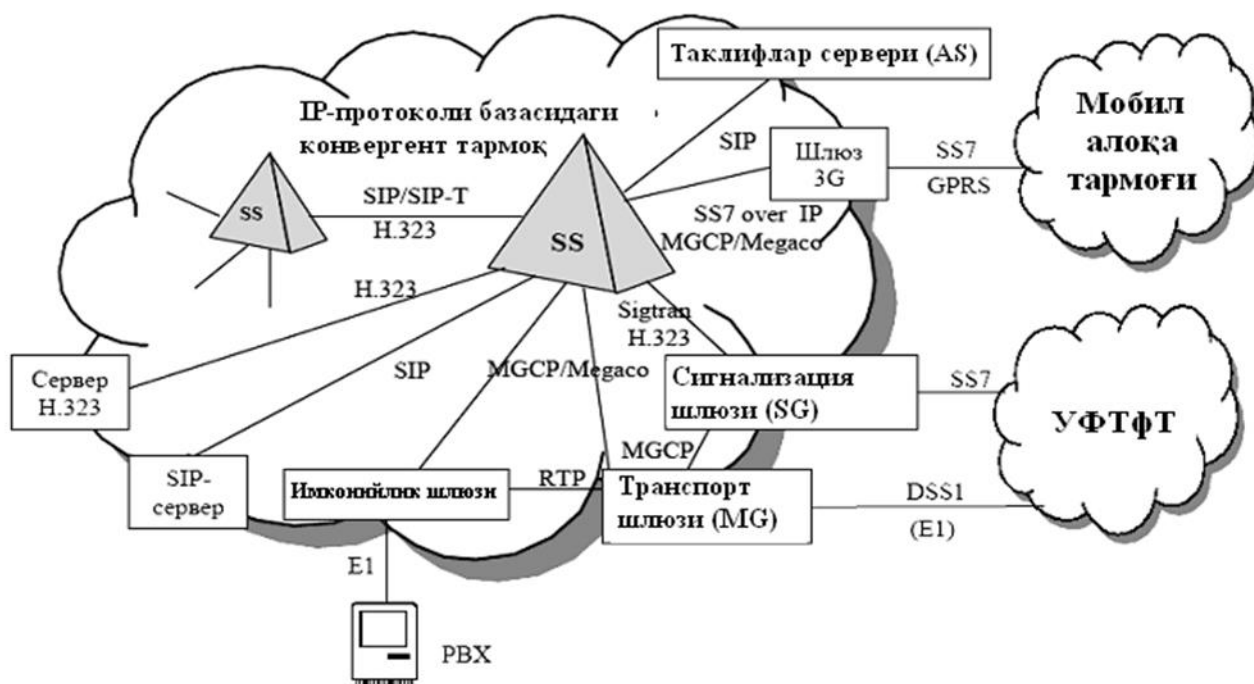 Таклифлар сервери (AS)
IP-протоколи базасидаги
конвергент тармоқ
Мобил
алоқа
тармоғи
SIP
Шлюз
3G
SS7
GPRS
SS
SIP/SIP-T
H.323
SS
SS7 over IP
MGCP/Megaco
H.323
Sigtran
H.323
Сервер
H.323
SIP
MGCP/Megaco
Сигнализация
шлюзи (SG)
SS7
УФТфТ
SIP-
сервер
Имконийлик шлюзи
RTP
MGCP
Транспорт
шлюзи (MG)
DSS1
(E1)
E1
PBX